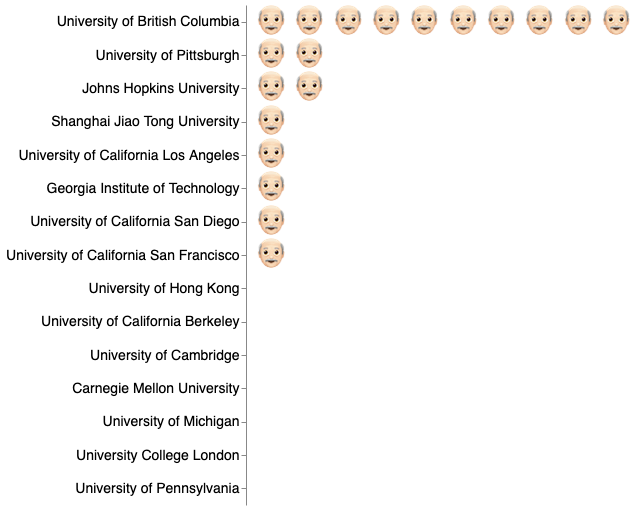 University of British Columbia
University of Pittsburgh
Johns Hopkins University
Shanghai Jiao Tong University
University of California Los Angeles
Georgia Institute of Technology
University of California San Diego
University of California San Francisco
University of Hong Kong
University of California Berkeley
University of Cambridge
Carnegie Mellon University
University of Michigan
University College London
University of Pennsylvania